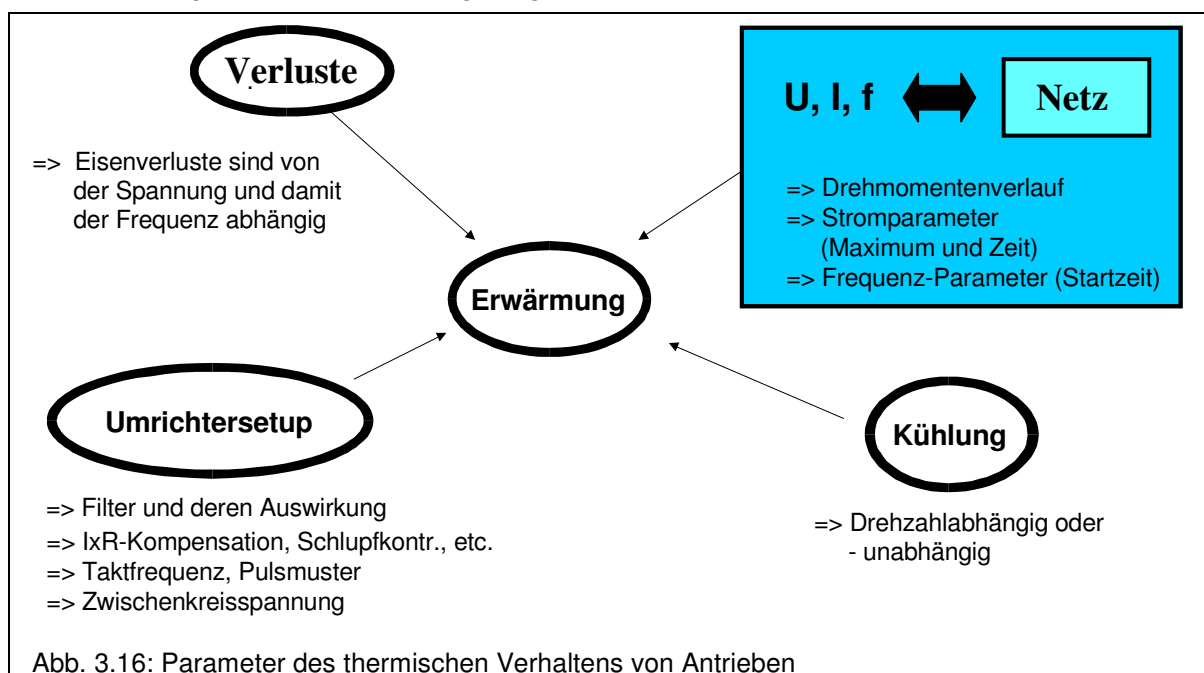 Verluste
=> Eisenverluste sind von
der Spannung und damit
der Frequenz abhängig
U, I, f
Netz
=> Drehmomentenverlauf
=> Stromparameter
(Maximum und Zeit)
=> Frequenz-Parameter (Startzeit)
Erwärmung
Umrichtersetup
=> Filter und deren Auswirkung
=> IxR-Kompensation, Schlupfkontr., etc.
=> Taktfrequenz, Pulsmuster
=> Zwischenkreisspannung
Kühlung
=> Drehzahlabhängig oder
- unabhängig
Abb. 3.16: Parameter des thermischen Verhaltens von Antrieben